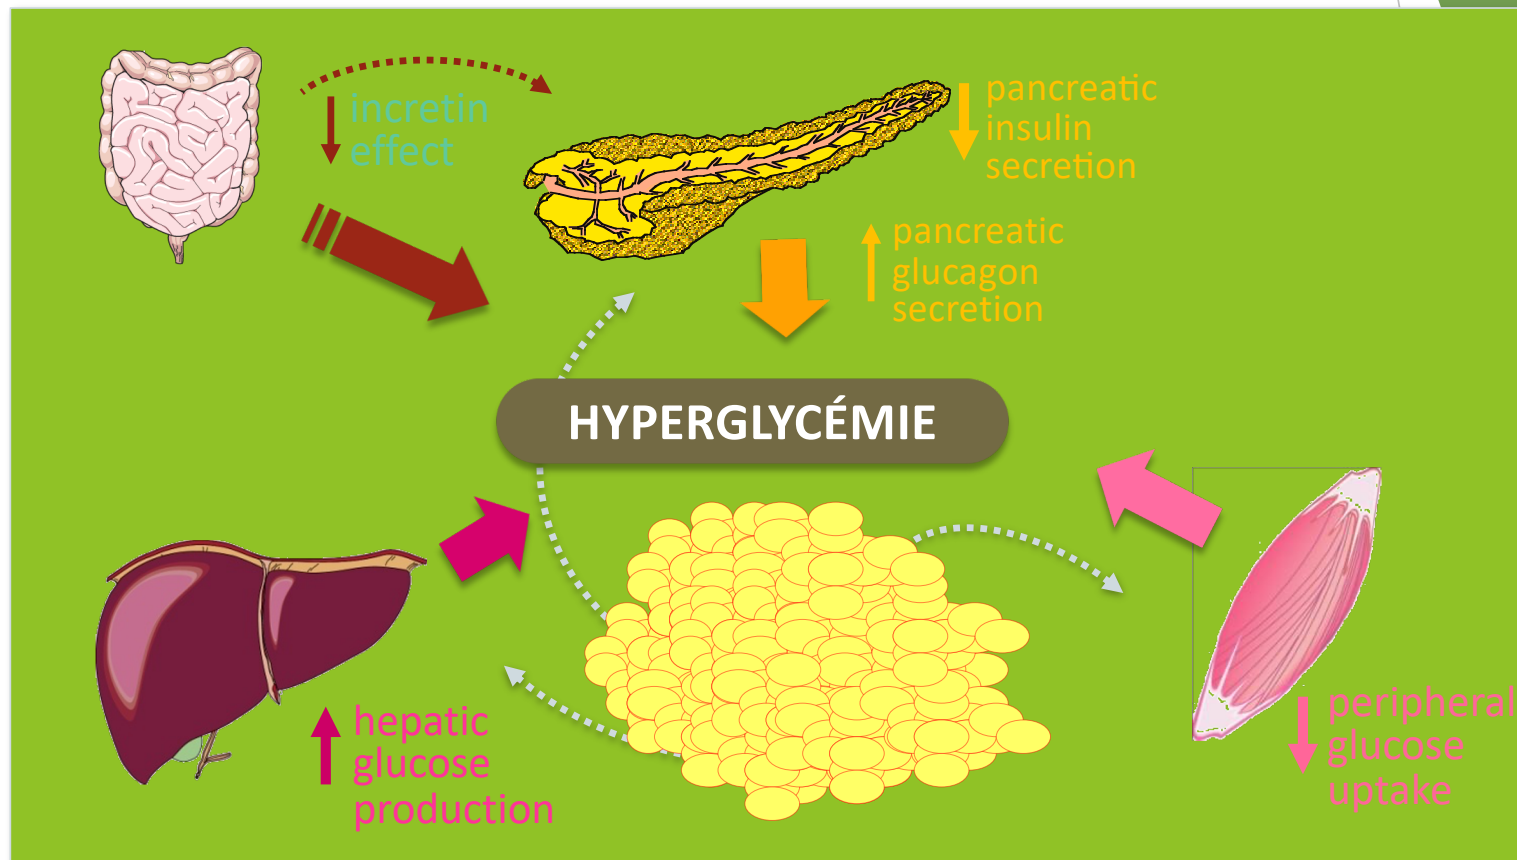 incretin
effect
pancreatic
insulin
secretion
pancreatic
glucagon
secretion
HYPERGLYCÉMIE
hepatic
glucose
production
peripheral
glucose
uptake